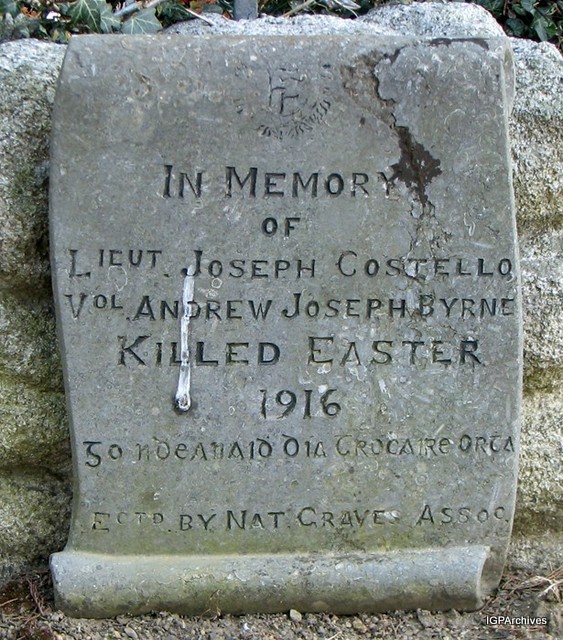 IN MEMORY
OF
LIEUT. JOSEPH COSTELLO
VOL. ANDREW JOSEPH BYRNE
KILLED EASTER
1916
Go ndeanaid Dia Trocaire orta
ECTD. BY NAT. GRAVES ASSOC.
IGPArchives